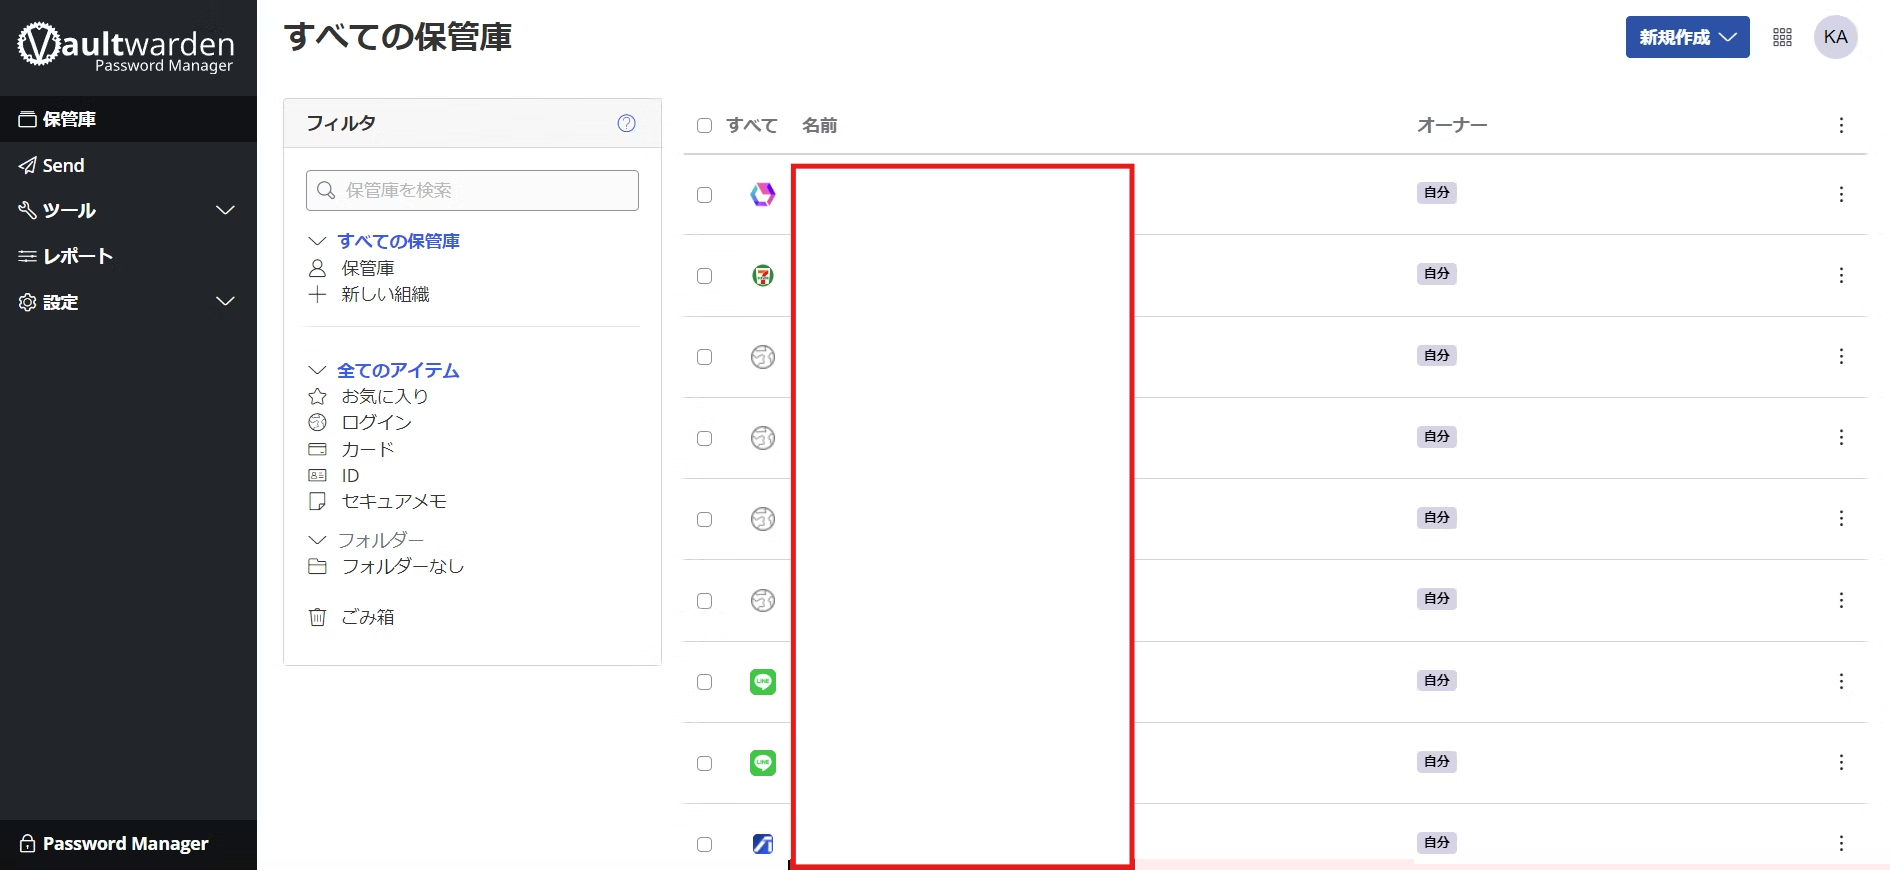 Vaultwarden
Password Manager
保管庫
Send
ツール
レポート
設定
Password Manager
すべての保管庫
新規作成
KA
フィルタ
保管庫を検索
すべての保管庫
保管庫
新しい組織
全てのアイテム
お気に入り
ログイン
カード
ID
セキュアメモ
フォルダー
フォルダーなし
ごみ箱
すべて 名前 オーナー
自分
自分
自分
自分
自分
自分
LINE 自分
LINE 自分
自分